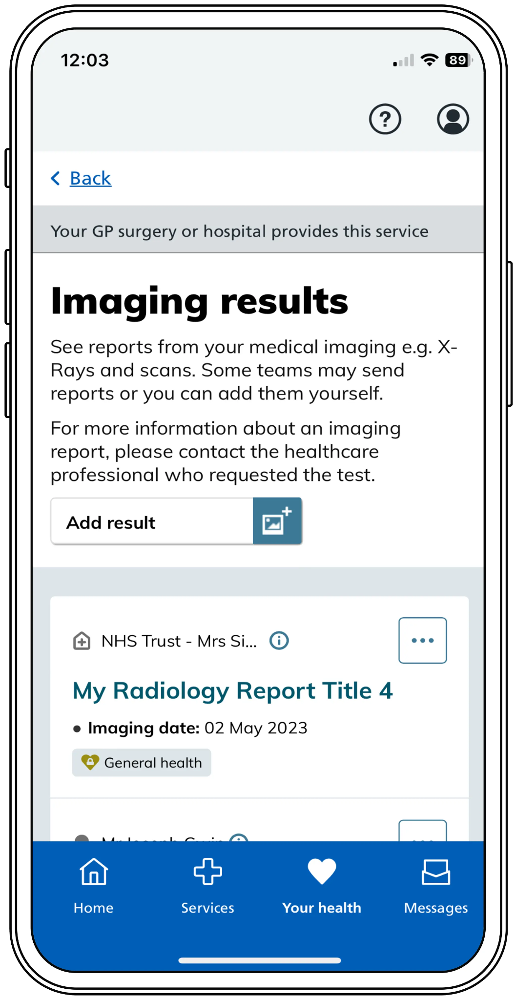 12:03
89
?
Back
Your GP surgery or hospital provides this service
Imaging results
See reports from your medical imaging e.g. X-
Rays and scans. Some teams may send
reports or you can add them yourself.
For more information about an imaging
report, please contact the healthcare
professional who requested the test.
Add result
NHS Trust - Mrs Si...
My Radiology Report Title 4
• Imaging date: 02 May 2023
General health
Mr Joseph
Home
Services
Your health
Messages